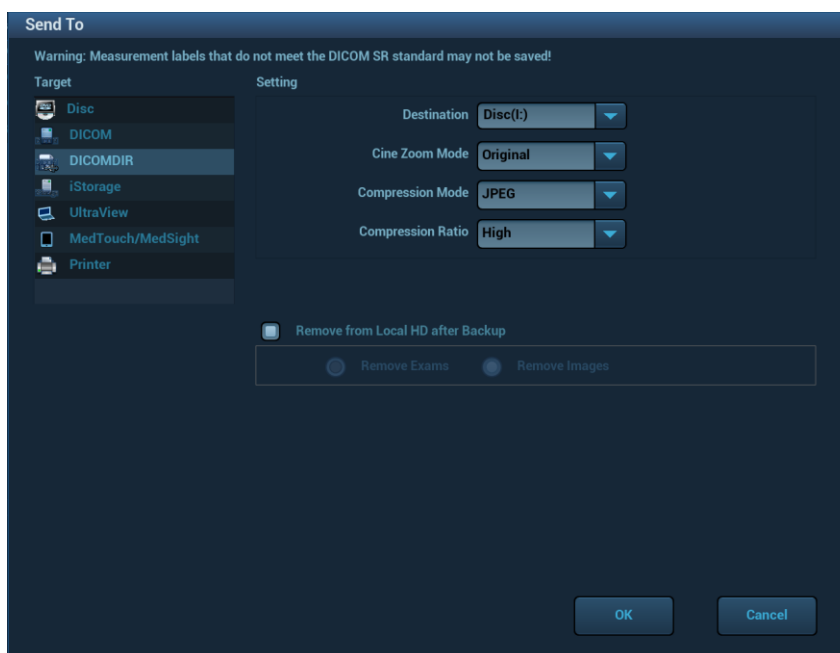 Send To
Warning: Measurement labels that do not meet the DICOM SR standard may not be saved!
Target
Setting
Disc
DICOM
DICOMDIR
iStorage
UltraView
MedTouch/MedSight
Printer
Destination Disc(I:)
Cine Zoom Mode Original
Compression Mode JPEG
Compression Ratio High
Remove from Local HD after Backup
Remove Exams Remove Images
OK Cancel